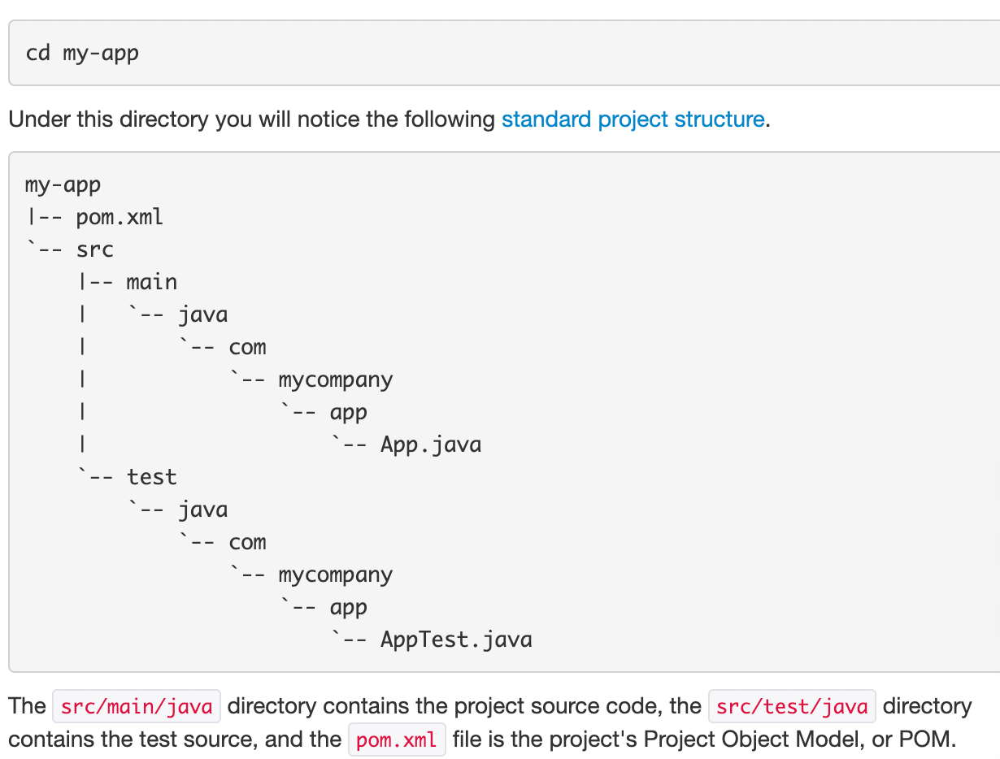 cd my-app
Under this directory you will notice the following standard project structure.
my-app
|-- pom.xml
`-- src
    |-- main
    |   `-- java
    |       `-- com
    |           `-- mycompany
    |               `-- app
    |                   `-- App.java
    `-- test
        `-- java
            `-- com
                `-- mycompany
                    `-- app
                        `-- AppTest.java
The src/main/java directory contains the project source code, the src/test/java directory
contains the test source, and the pom.xml file is the project's Project Object Model, or POM.